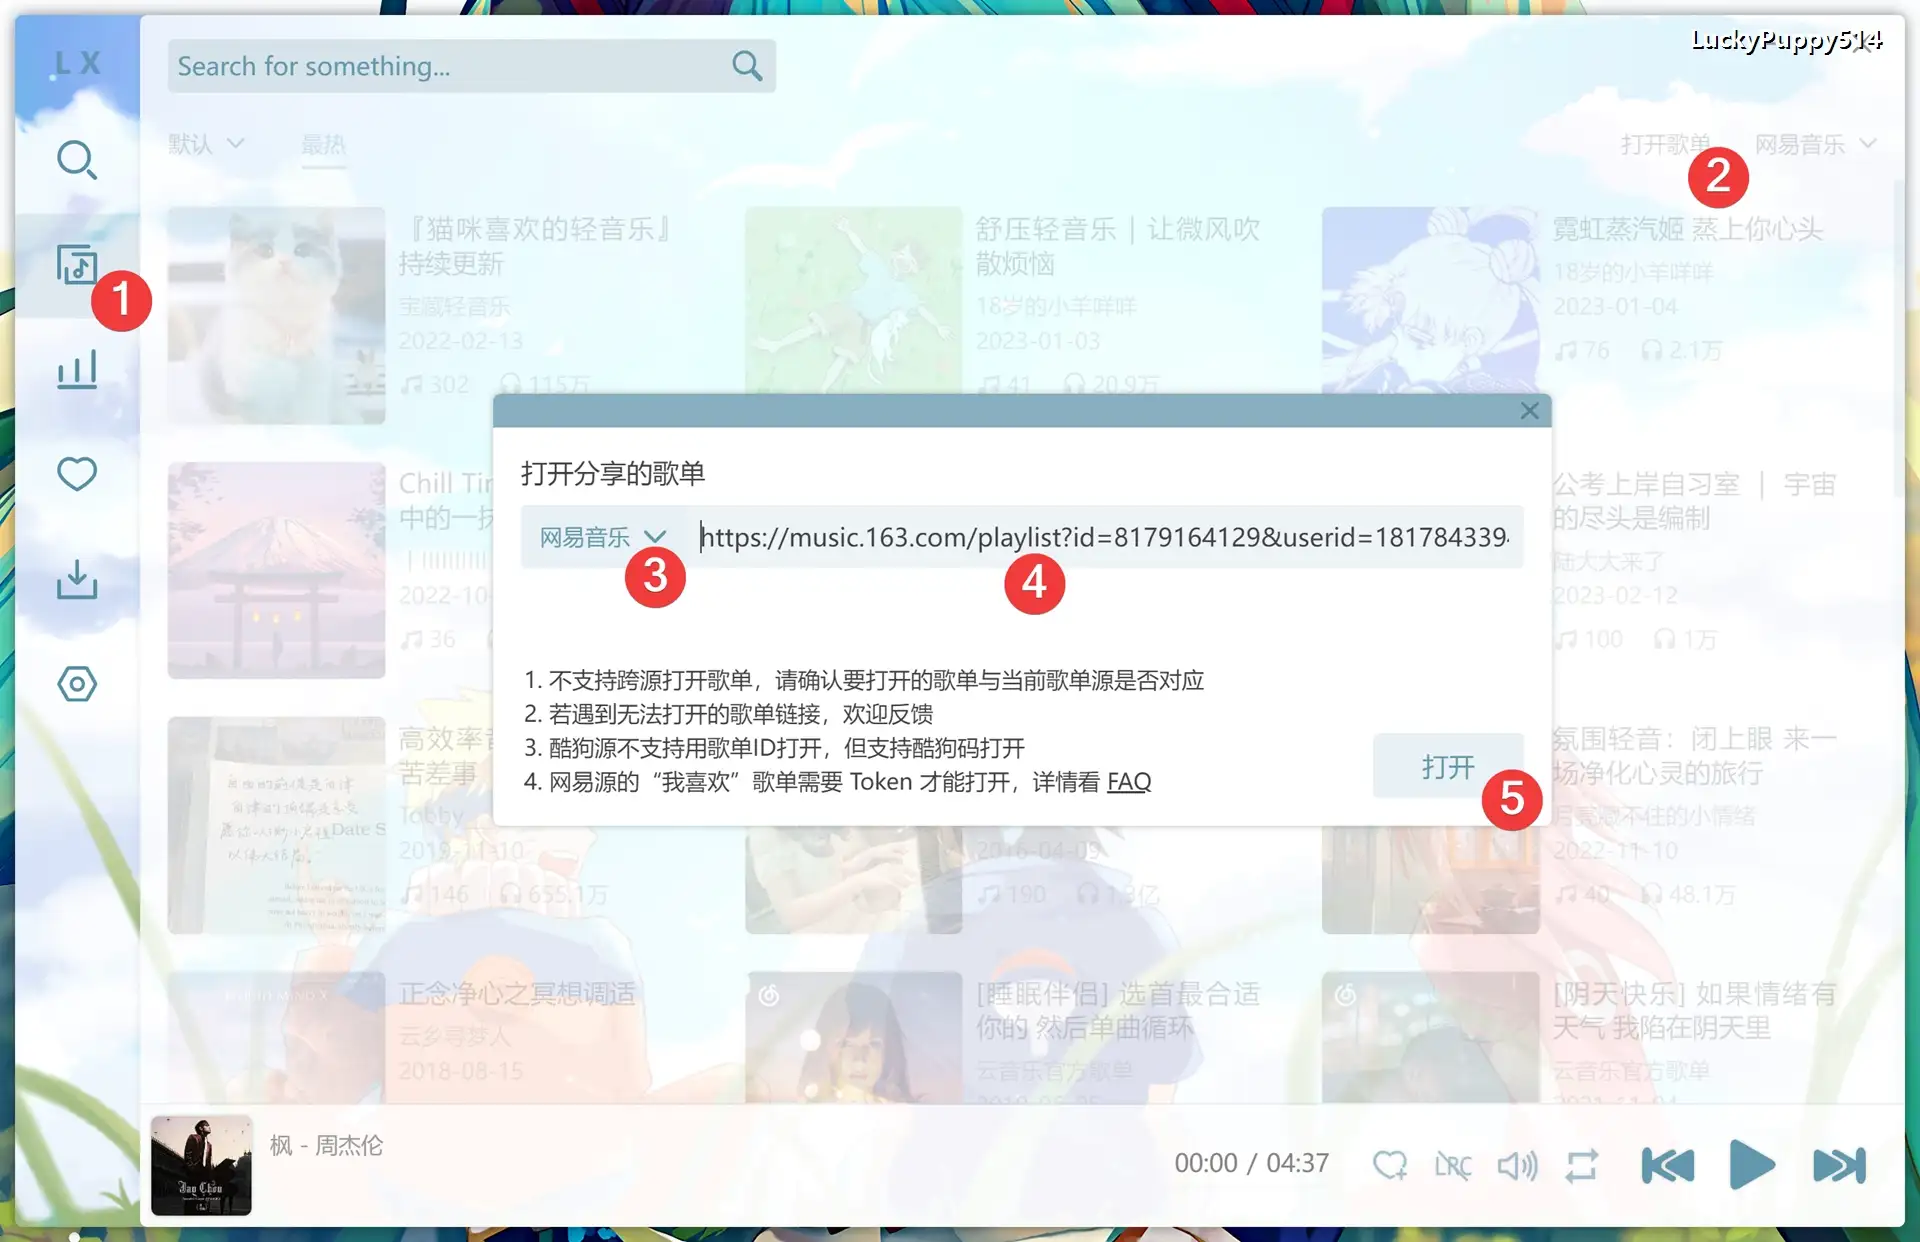 LX
Search for something...
LuckyPuppy514
默认
最热
打开歌单
网易音乐
2
1
『猫咪喜欢的轻音乐』
持续更新
宝藏轻音乐
2022-02-13
302 115万
舒压轻音乐｜让微风吹
散烦恼
18岁的小羊咩咩
2023-01-03
41 20.9万
霓虹蒸汽姬 蒸上你心头
18岁的小羊咩咩
2023-01-04
76 2.1万
打开分享的歌单
网易音乐
https://music.163.com/playlist?id=8179164129&userid=181784339
3
4
1. 不支持跨源打开歌单，请确认要打开的歌单与当前歌单源是否对应
2. 若遇到无法打开的歌单链接，欢迎反馈
3. 酷狗源不支持用歌单ID打开，但支持酷狗码打开
4. 网易源的“我喜欢”歌单需要 Token 才能打开，详情看 FAQ
打开
5
Chill
中的一
2022-10
36
公考上岸自习室 ｜ 宇宙
的尽头是编制
陆大大来了
2023-02-12
100 1万
高效率
苦差事
Tobby
2019-11-10
146 655.1万
2016-04-09
190 1.3亿
氛围轻音：闭上眼 来一
场净化心灵的旅行
月亮藏不住的小情绪
2022-11-10
40 48.1万
正念净心之冥想调适
云乡寻梦人
2018-08-15
[睡眠伴侣] 选首最合适
你的 然后单曲循环
云音乐官方歌单
[阴天快乐] 如果情绪有
天气 我陷在阴天里
云音乐官方歌单
Jay Chou
枫 - 周杰伦
00:00 / 04:37
LRC